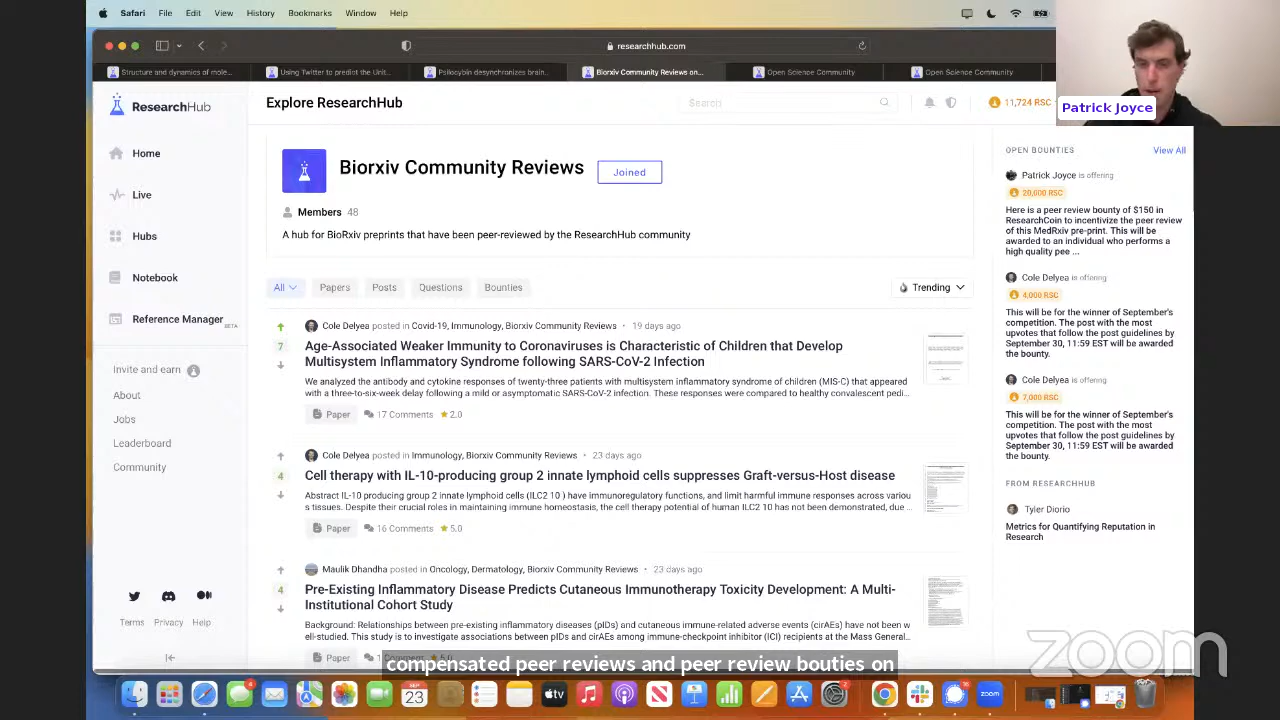 Safari File Edit View History Bookmarks Window Help
researchhub.com
Structure and dynamics of mole...
Using Twitter to predict the Unit...
Psilocybin desynchronizes brain...
Biorxiv Community Reviews on...
Open Science Community
Open Science Community
ResearchHub
Explore ResearchHub
Search
11,724 RSC
Patrick Joyce
Home
Live
Hubs
Notebook
Reference Manager
BETA
Invite and earn
About
Jobs
Leaderboard
Community
Terms Privacy Help
Biorxiv Community Reviews
Joined
Members 48
A hub for BioRxiv preprints that have been peer-reviewed by the ResearchHub community
All Papers Posts Questions Bounties
Trending
Cole Delyea posted in Covid-19, Immunology, Biorxiv Community Reviews • 19 days ago
7
Age-Associated Weaker Immunity to Coronaviruses is Characteristic of Children that Develop
Multisystem Inflammatory Syndrome following SARS-CoV-2 Infection
We analyzed the antibody and cytokine responses of twenty-three patients with multisystem inflammatory syndrome of children (MIS-C) that appeared
with a three-to-six-week delay following a mild or asymptomatic SARS-CoV-2 infection. These responses were compared to healthy convalescent pedi...
Paper 17 Comments 2.0
Cole Delyea posted in Immunology, Biorxiv Community Reviews • 23 days ago
4
Cell therapy with IL-10-producing group 2 innate lymphoid cells suppresses Graft-versus-Host disease
Abstract IL-10 producing group 2 innate lymphoid cells (ILC2 10 ) have immunoregulatory functions, and limit harmful immune responses across variou
s tissues. Despite their critical roles in restoring immune homeostasis, the cell therapy potential of human ILC2 10 has not been demonstrated, due...
Paper 16 Comments 5.0
Maulik Dhandha posted in Oncology, Dermatology, Biorxiv Community Reviews • 23 days ago
4
Pre-Existing Inflammatory Disease Predicts Cutaneous Immunotherapy Toxicity Development: A Multi-
Institutional Cohort Study
Background: Relationships between pre-existing inflammatory diseases (pIDs) and cutaneous immune-related adverse events (cirAEs) have not been w
ell studied. This study is to investigate associations between pIDs and cirAEs among immune-checkpoint inhibitor (ICI) recipients at the Mass General...
Paper
compensated peer reviews and peer review bouties on
OPEN BOUNTIES View All
Patrick Joyce is offering
20,000 RSC
Here is a peer review bounty of $150 in
ResearchCoin to incentivize the peer review
of this MedRxiv pre-print. This will be
awarded to an individual who performs a
high quality pee ...
Cole Delyea is offering
4,000 RSC
This will be for the winner of September's
competition. The post with the most
upvotes that follow the post guidelines by
September 30, 11:59 EST will be awarded
the bounty.
Cole Delyea is offering
7,000 RSC
This will be for the winner of September's
competition. The post with the most
upvotes that follow the post guidelines by
September 30, 11:59 EST will be awarded
the bounty.
FROM RESEARCHHUB
Tyler Diorio
Metrics for Quantifying Reputation in
Research
zoom
SEP
23
tv
zoom